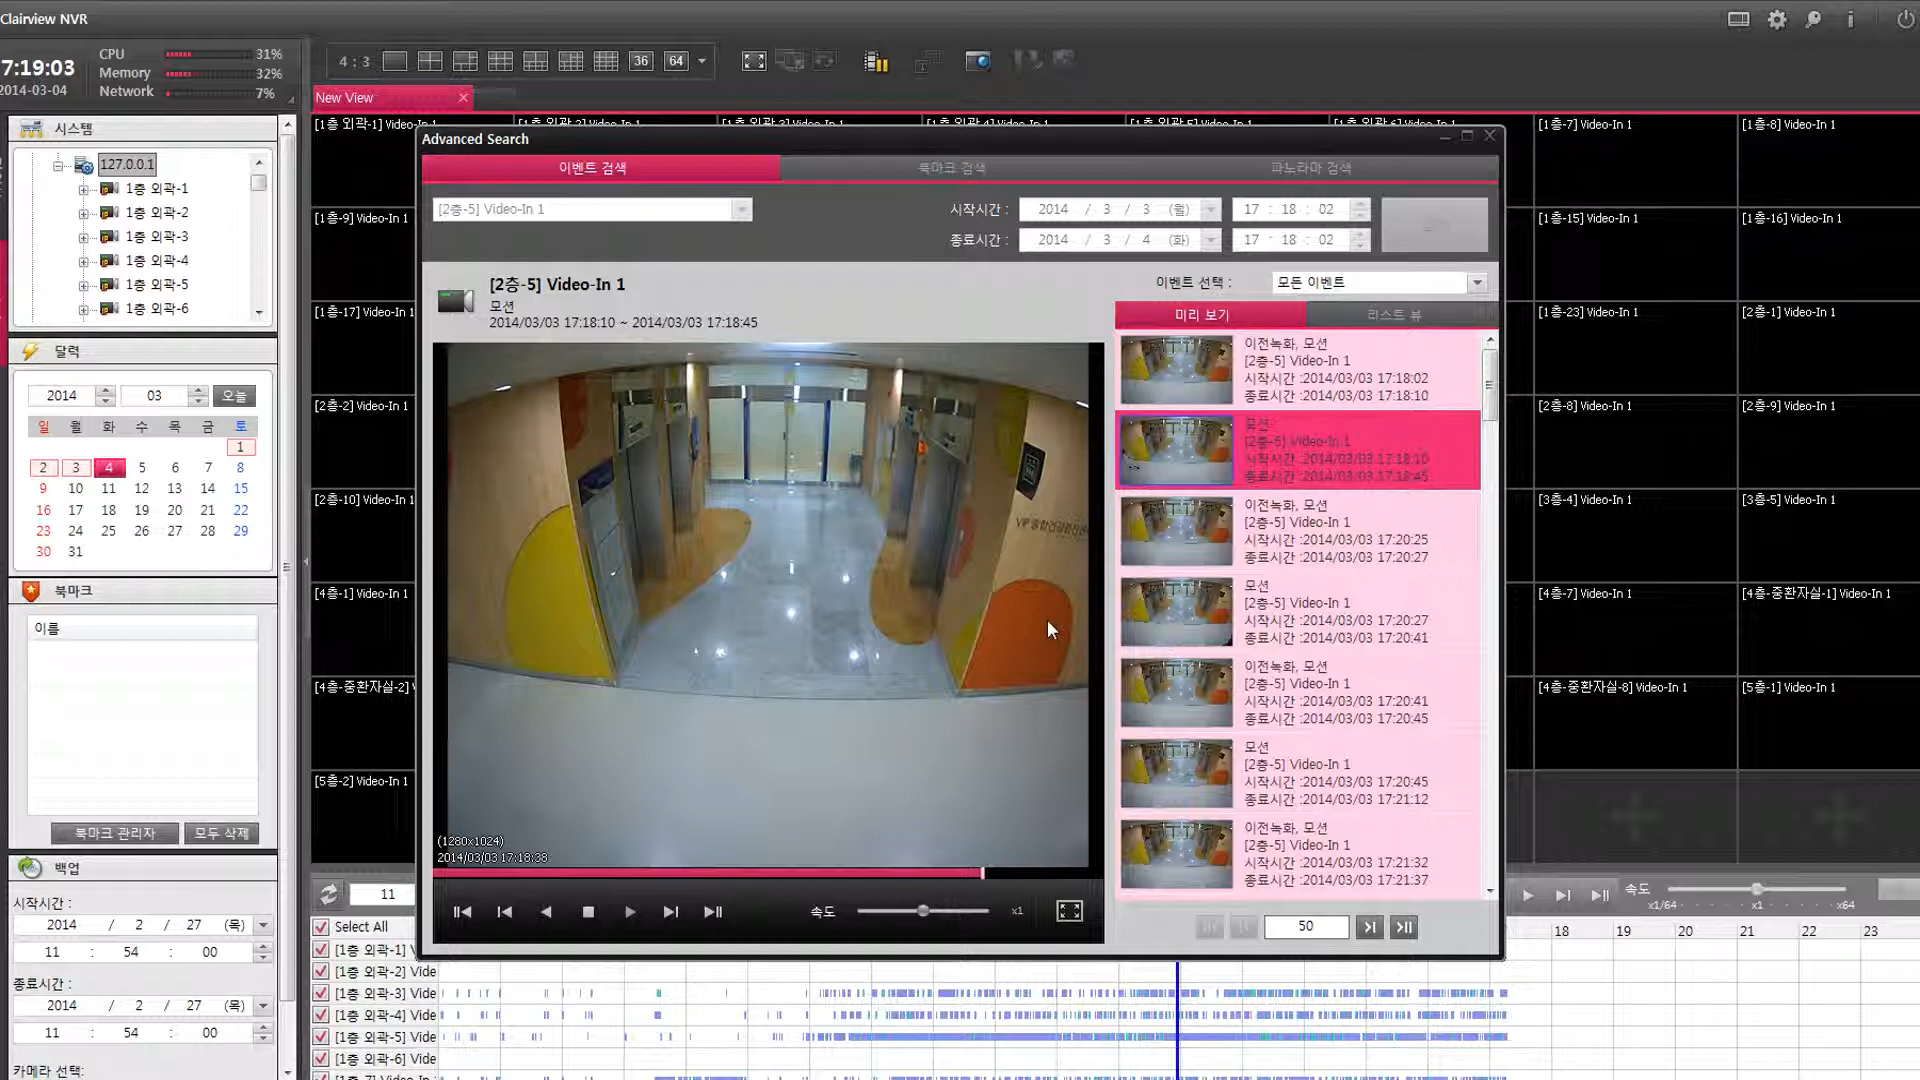 Clairview NVR
7:19:03
2014-03-04
CPU 31%
Memory 32%
Network 7%
4 : 3
36
64
New View
시스템
127.0.0.1
1층 외곽-1
1층 외곽-2
1층 외곽-3
1층 외곽-4
1층 외곽-5
1층 외곽-6
달력
2014 03 오늘
일 월 화 수 목 금 토
1
2 3 4 5 6 7 8
9 10 11 12 13 14 15
16 17 18 19 20 21 22
23 24 25 26 27 28 29
30 31
북마크
이름
북마크 관리자 모두 삭제
백업
시작시간 :
2014 / 2 / 27 (목)
11 : 54 : 00
종료시간 :
2014 / 2 / 27 (목)
11 : 54 : 00
카메라 선택:
[1층 외곽-1] Video-In 1
[1층-7] Video-In 1
[1층-8] Video-In 1
[1층-9] Video-In 1
[1층-15] Video-In 1
[1층-16] Video-In 1
[1층-17] Video-In 1
[1층-23] Video-In 1
[2층-1] Video-In 1
[2층-2] Video-In 1
[2층-8] Video-In 1
[2층-9] Video-In 1
[2층-10] Video-In 1
[3층-4] Video-In 1
[3층-5] Video-In 1
[4층-1] Video-In 1
[4층-7] Video-In 1
[4층-중환자실-1] Video-In 1
[4층-중환자실-2]
[4층-중환자실-8] Video-In 1
[5층-1] Video-In 1
[5층-2] Video-In 1
Advanced Search
이벤트 검색
북마크 검색
파노라마 검색
[2층-5] Video-In 1
시작시간 : 2014 / 3 / 3 (월) 17 : 18 : 02
종료시간 : 2014 / 3 / 4 (화) 17 : 18 : 02
[2층-5] Video-In 1
모션
2014/03/03 17:18:10 ~ 2014/03/03 17:18:45
(1280x1024)
2014/03/03 17:18:38
속도 x1
이벤트 선택 : 모든 이벤트
미리 보기
리스트 뷰
이전녹화, 모션
[2층-5] Video-In 1
시작시간 :2014/03/03 17:18:02
종료시간 :2014/03/03 17:18:10
모션
[2층-5] Video-In 1
시작시간 :2014/03/03 17:18:10
종료시간 :2014/03/03 17:18:45
이전녹화, 모션
[2층-5] Video-In 1
시작시간 :2014/03/03 17:20:25
종료시간 :2014/03/03 17:20:27
모션
[2층-5] Video-In 1
시작시간 :2014/03/03 17:20:27
종료시간 :2014/03/03 17:20:41
이전녹화, 모션
[2층-5] Video-In 1
시작시간 :2014/03/03 17:20:41
종료시간 :2014/03/03 17:20:45
모션
[2층-5] Video-In 1
시작시간 :2014/03/03 17:20:45
종료시간 :2014/03/03 17:21:12
이전녹화, 모션
[2층-5] Video-In 1
시작시간 :2014/03/03 17:21:32
종료시간 :2014/03/03 17:21:37
50
11
속도
x1/64 x1 x64
18 19 20 21 22 23
Select All
[1층 외곽-1] V
[1층 외곽-2] Vide
[1층 외곽-3] Vide
[1층 외곽-4] Vide
[1층 외곽-5] Vide
[1층 외곽-6] Vide